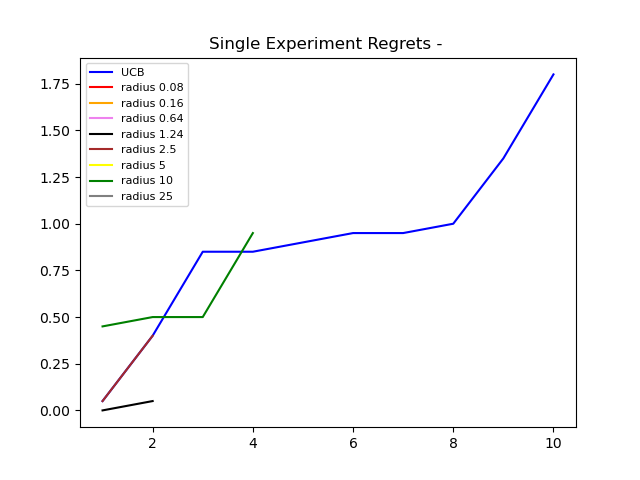 Single Experiment Regrets -
UCB
radius 0.08
radius 0.16
radius 0.64
radius 1.24
radius 2.5
radius 5
radius 10
radius 25
1.75
1.50
1.25
1.00
0.75
0.50
0.25
0.00
2 4 6 8 10